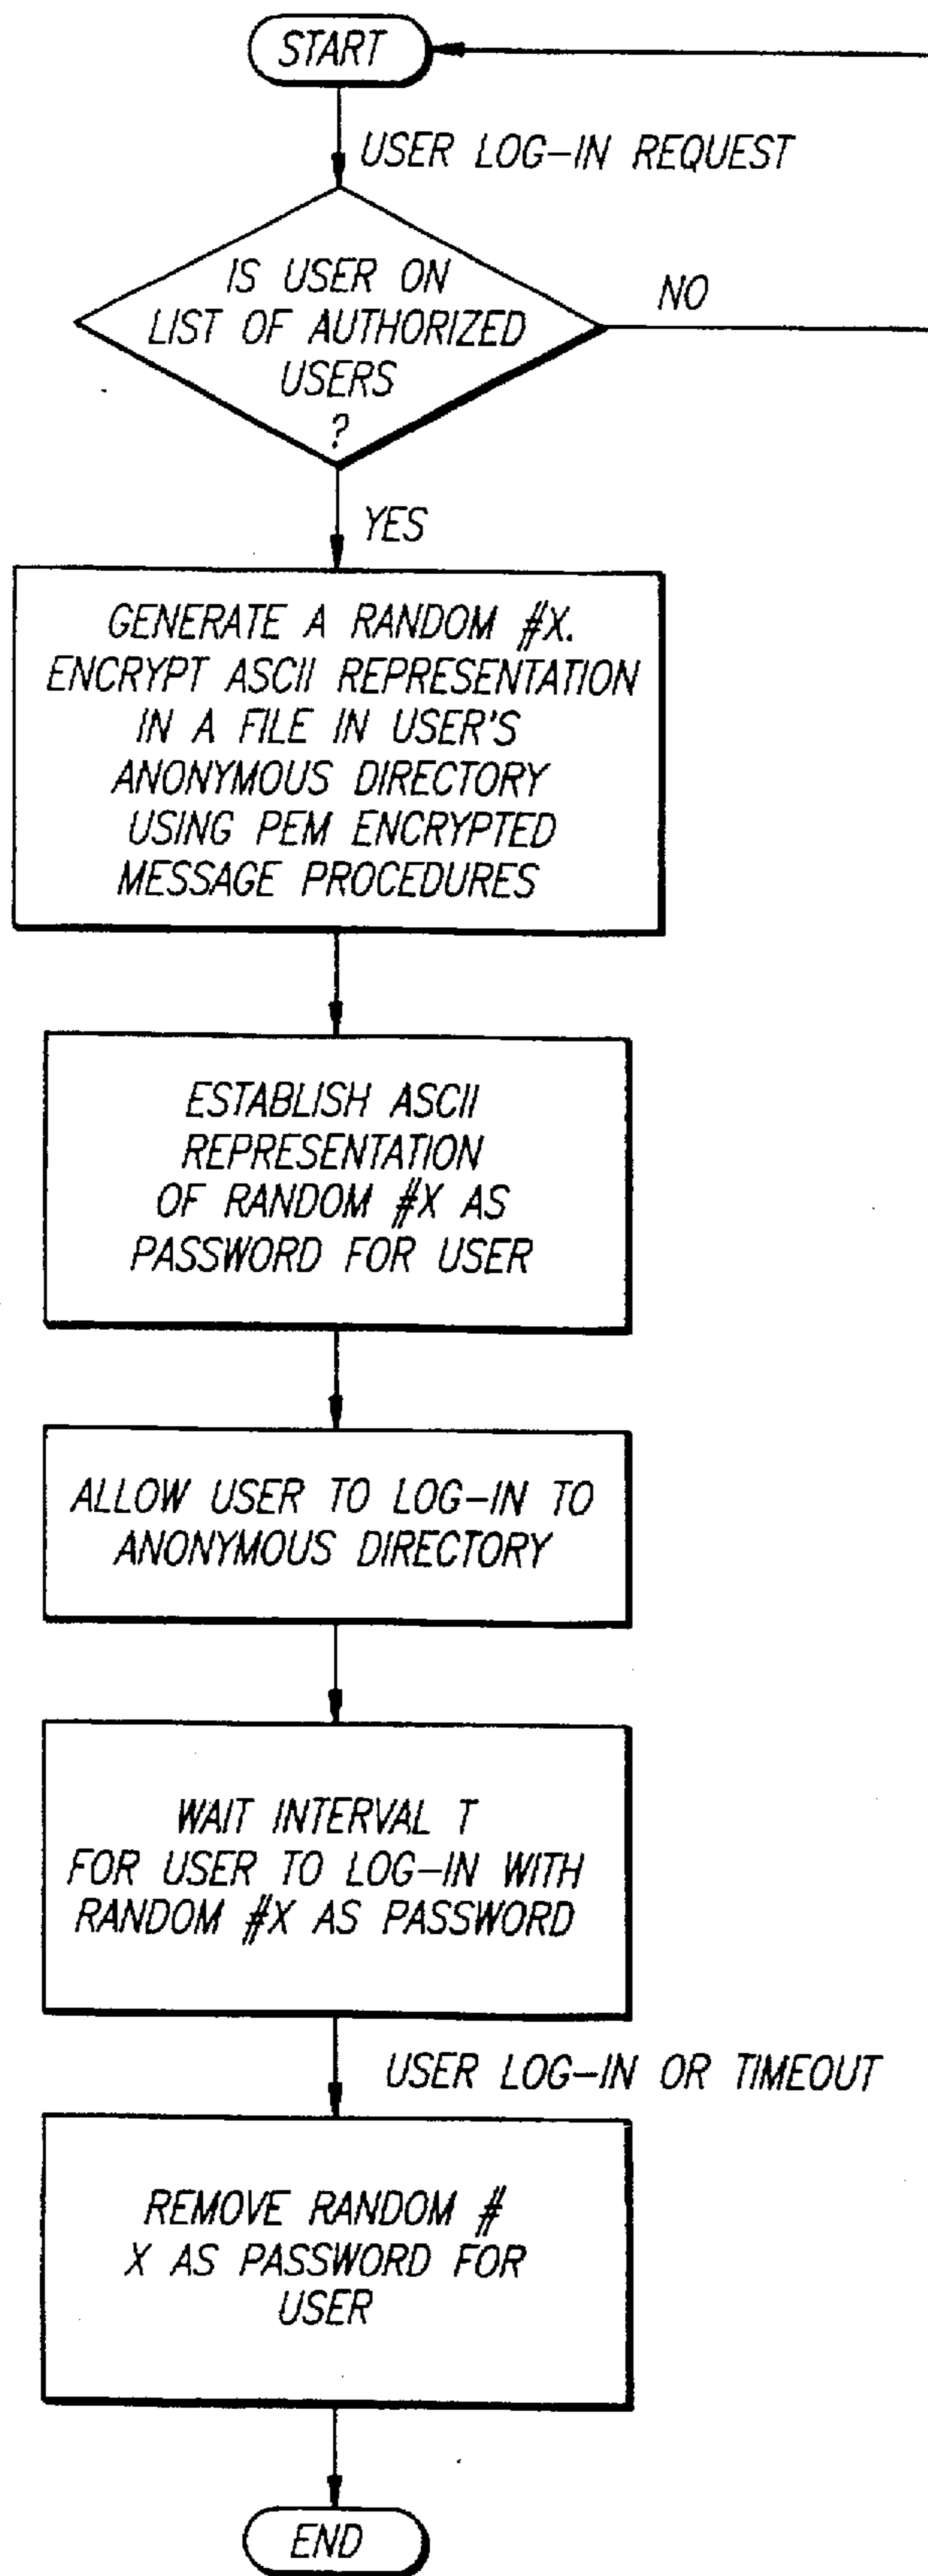 START
USER LOG-IN REQUEST
IS USER ON
LIST OF AUTHORIZED
USERS
?
NO
YES
GENERATE A RANDOM #X.
ENCRYPT ASCII REPRESENTATION
IN A FILE IN USER'S
ANONYMOUS DIRECTORY
USING PEM ENCRYPTED
MESSAGE PROCEDURES
ESTABLISH ASCII
REPRESENTATION
OF RANDOM #X AS
PASSWORD FOR USER
ALLOW USER TO LOG-IN TO
ANONYMOUS DIRECTORY
WAIT INTERVAL T
FOR USER TO LOG-IN WITH
RANDOM #X AS PASSWORD
USER LOG-IN OR TIMEOUT
REMOVE RANDOM #
X AS PASSWORD FOR
USER
END